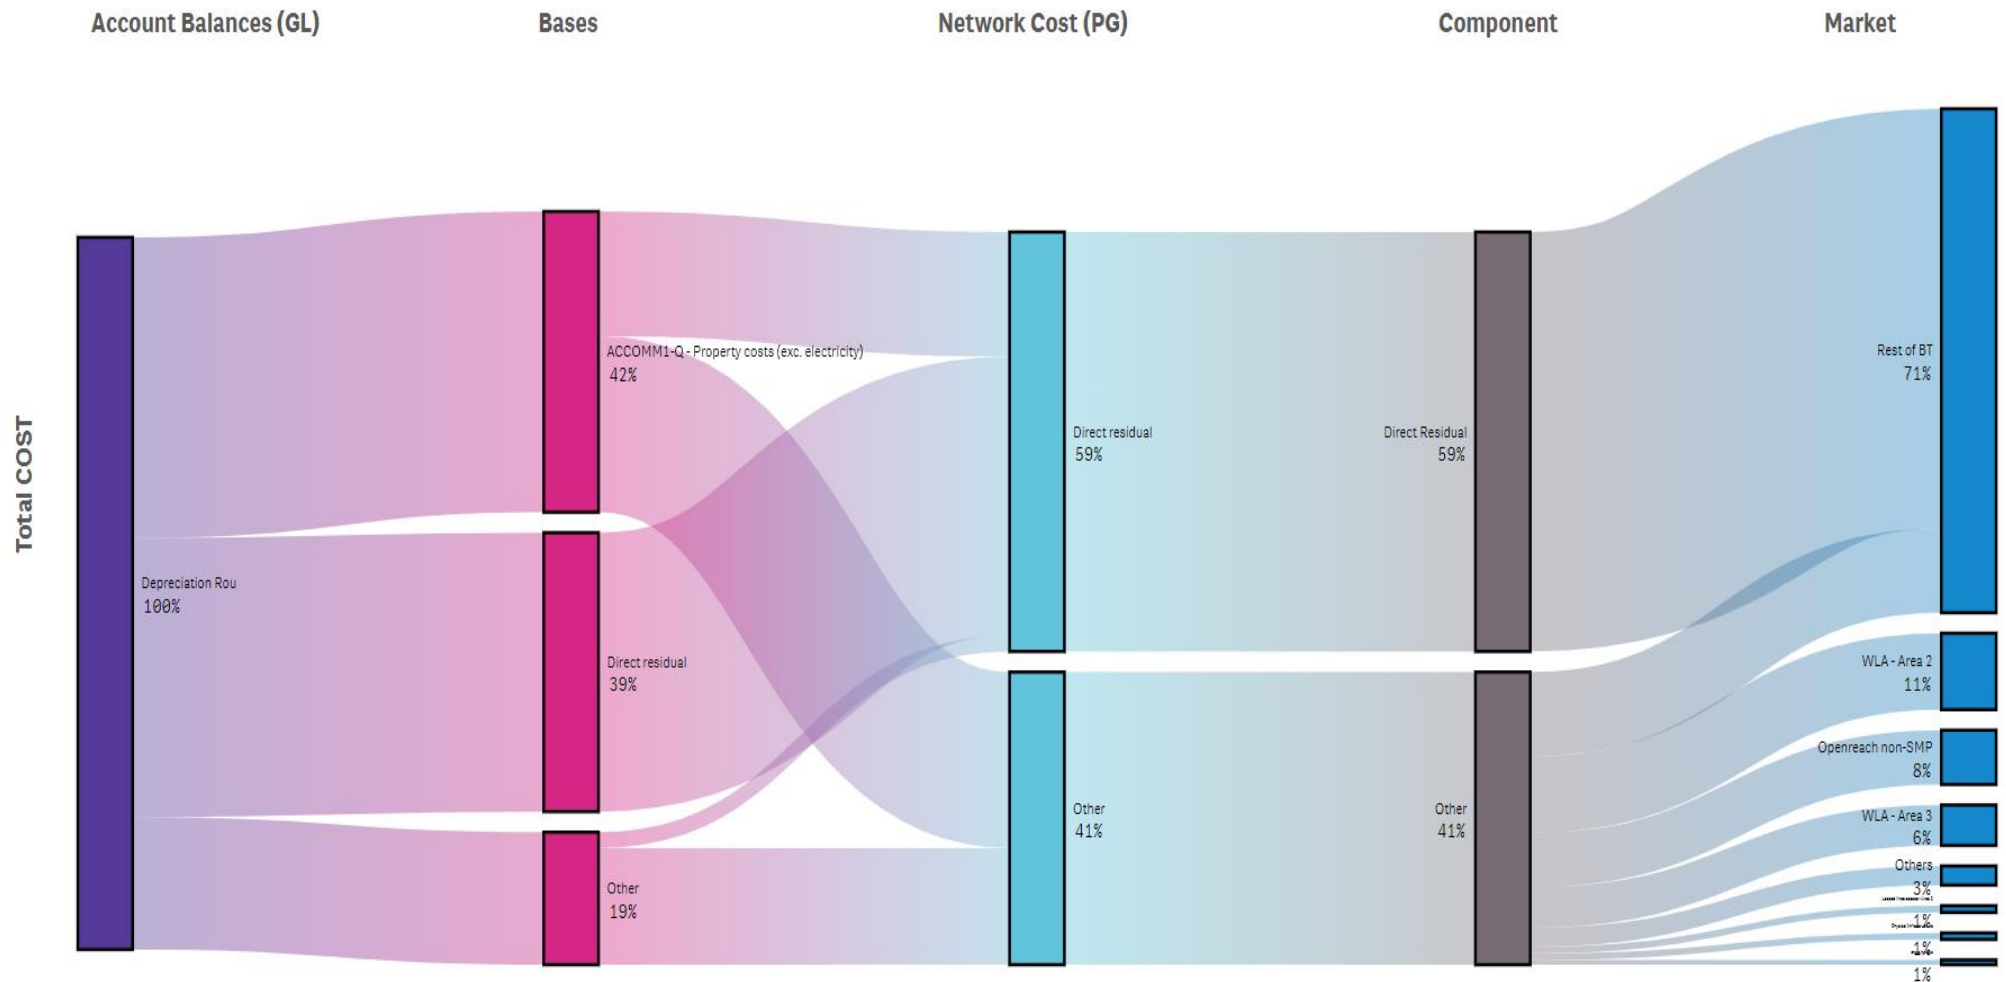 Account Balances (GL)
Bases
Network Cost (PG)
Component
Market
Total COST
Depreciation Rou
100%
ACCOMM1-Q - Property costs (exc. electricity)
42%
Direct residual
39%
Other
19%
Direct residual
59%
Other
41%
Direct Residual
59%
Other
41%
Rest of BT
71%
WLA - Area 2
11%
Openreach non-SMP
8%
WLA - Area 3
6%
Others
3%
1%
1%
1%